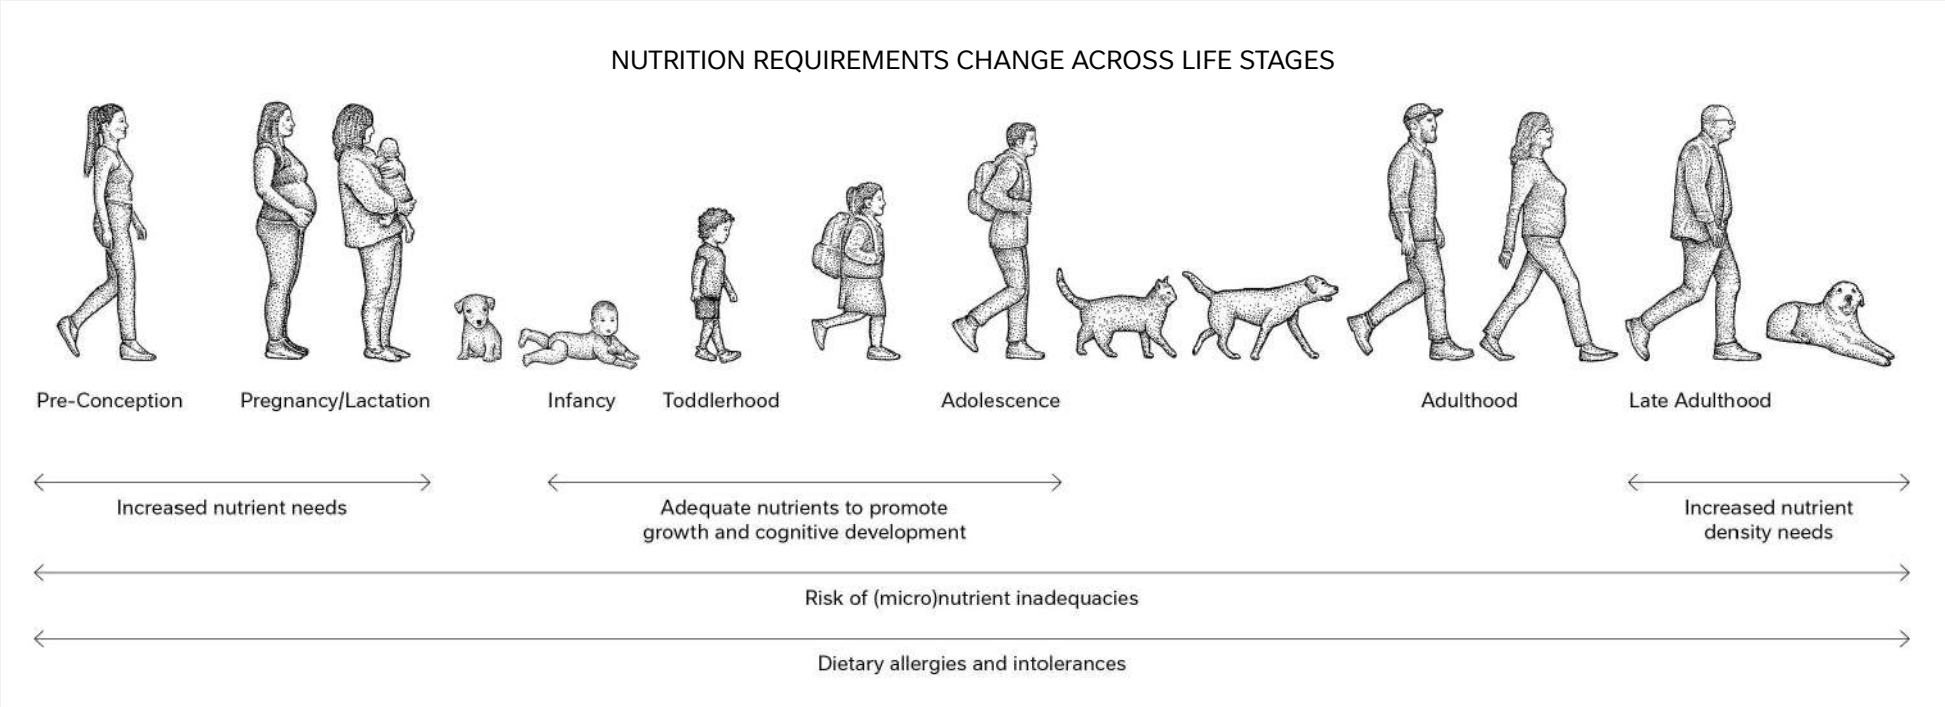 NUTRITION REQUIREMENTS CHANGE ACROSS LIFE STAGES
Pre-Conception
Pregnancy/Lactation
Infancy
Toddlerhood
Adolescence
Adulthood
Late Adulthood
Increased nutrient needs
Adequate nutrients to promote
growth and cognitive development
Increased nutrient
density needs
Risk of (micro)nutrient inadequacies
Dietary allergies and intolerances